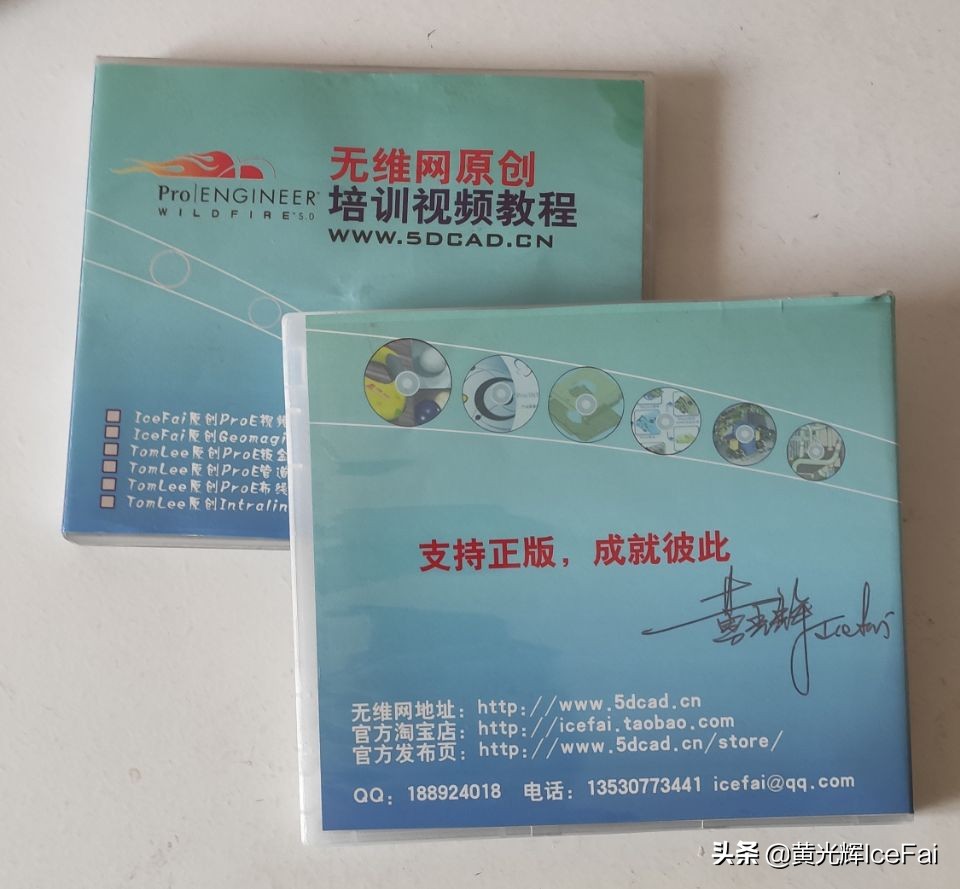 Pro|ENGINEER
WILDFIRE 5.0
无维网原创
培训视频教程
WWW.5DCAD.CN
IceFai原创ProE视频
IceFai原创Geomagi
TomLee原创ProE钣金
TomLee原创ProE管道
TomLee原创ProE布线
TomLee原创Intralin
支持正版，成就彼此
黄光辉 Icefai
无维网地址：http://www.5dcad.cn
官方淘宝店：http://icefai.taobao.com
官方发布页：http://www.5dcad.cn/store/
QQ：188924018 电话：13530773441 icefai@qq.com
头条 @黄光辉IceFai